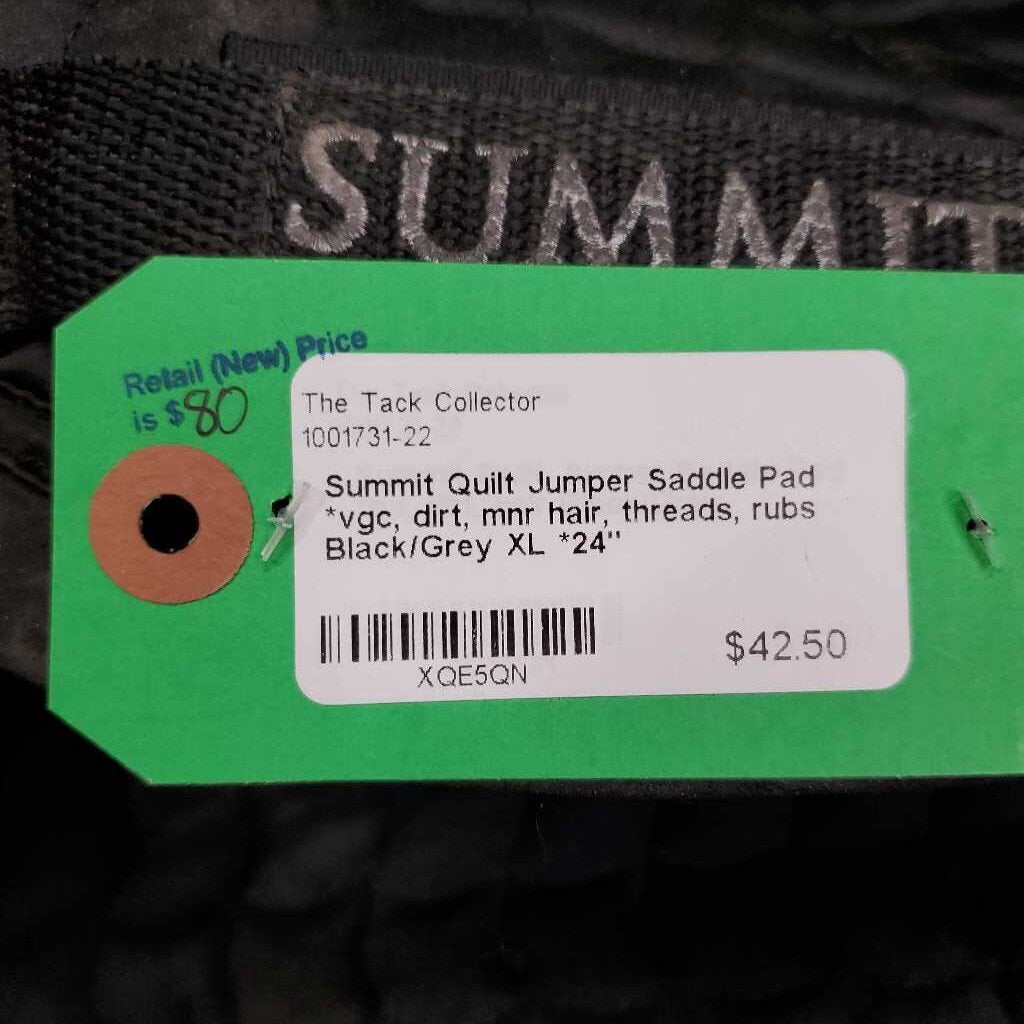 SUMMIT
Retail (New) Price
is $80
The Tack Collector
1001731-22
Summit Quilt Jumper Saddle Pad
*vgc, dirt, mnr hair, threads, rubs
Black/Grey XL *24"
XQE5QN
$42.50